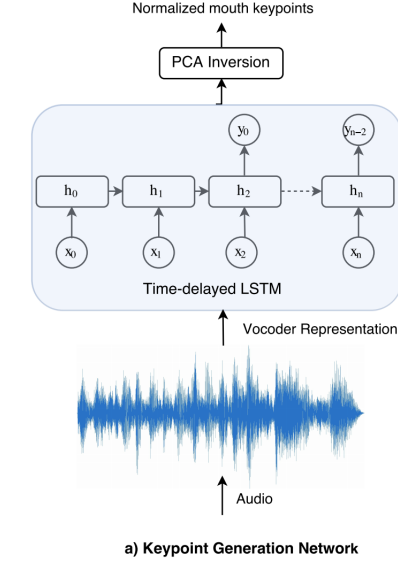 Normalized mouth keypoints
PCA Inversion
y0 yn-2
h0 h1 h2 hn
x0 x1 x2 xn
Time-delayed LSTM
Vocoder Representation
Audio
a) Keypoint Generation Network